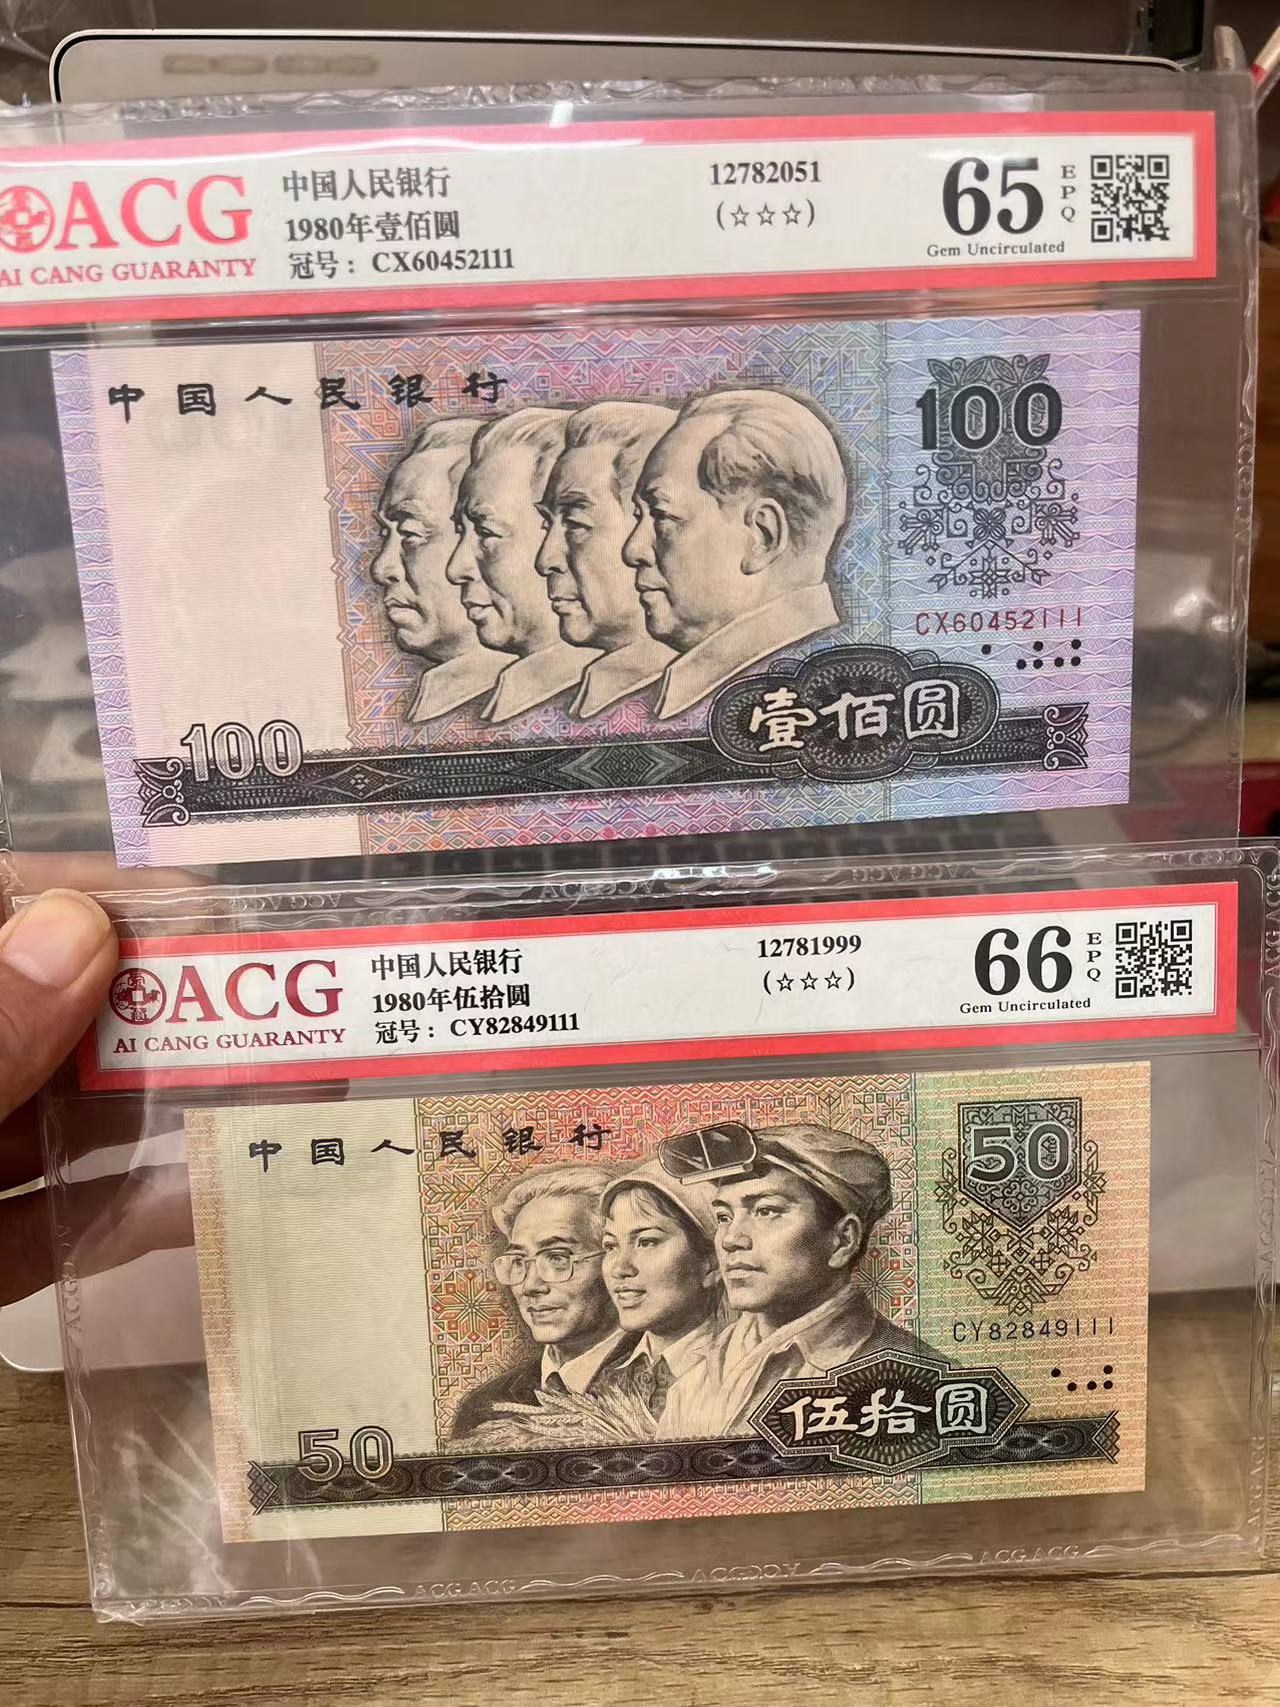 ACG
AI CANG GUARANTY
中国人民银行
1980年壹佰圆
冠号：CX60452111
12782051
(☆☆☆)
65
EPQ
Gem Uncirculated
中国人民银行
100
CX60452111
壹佰圆
100
ACG
AI CANG GUARANTY
中国人民银行
1980年伍拾圆
冠号：CY82849111
12781999
(☆☆☆)
66
EPQ
Gem Uncirculated
中国人民银行
50
CY82849111
伍拾圆
50
ACG ACG
ACG ACG